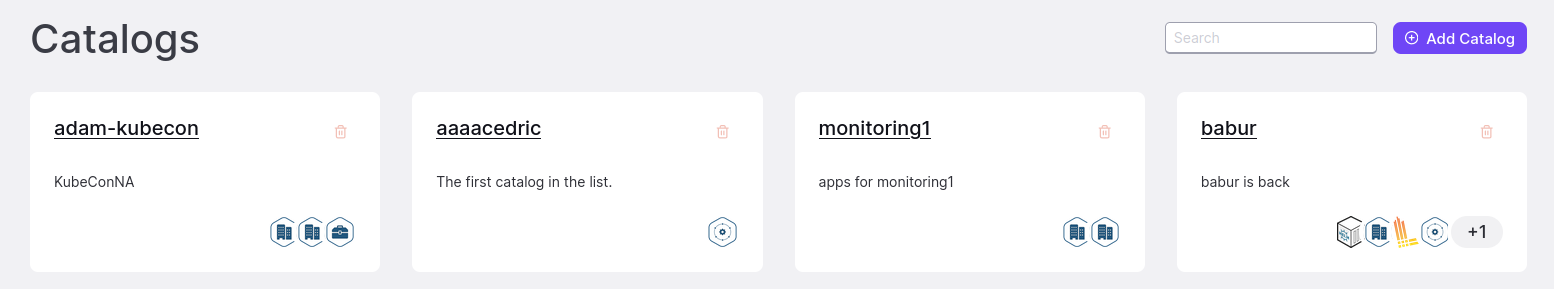 Catalogs
Search
Add Catalog
adam-kubecon
KubeConNA
aaaacedric
The first catalog in the list.
monitoring1
apps for monitoring1
babur
babur is back
+1